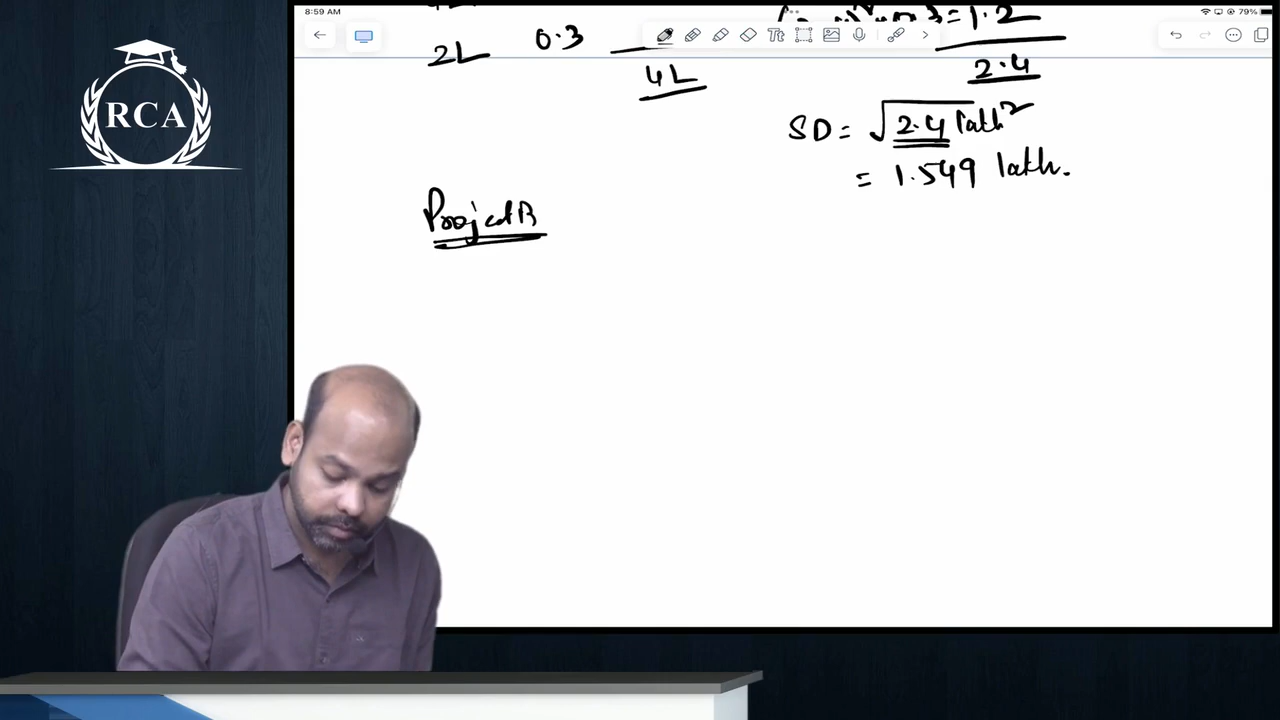 8:59 AM
79%
= 1.2
2L 0.3
4L
2.4
RCA
SD = √2.4 lakh²
= 1.549 lakh.
Project B